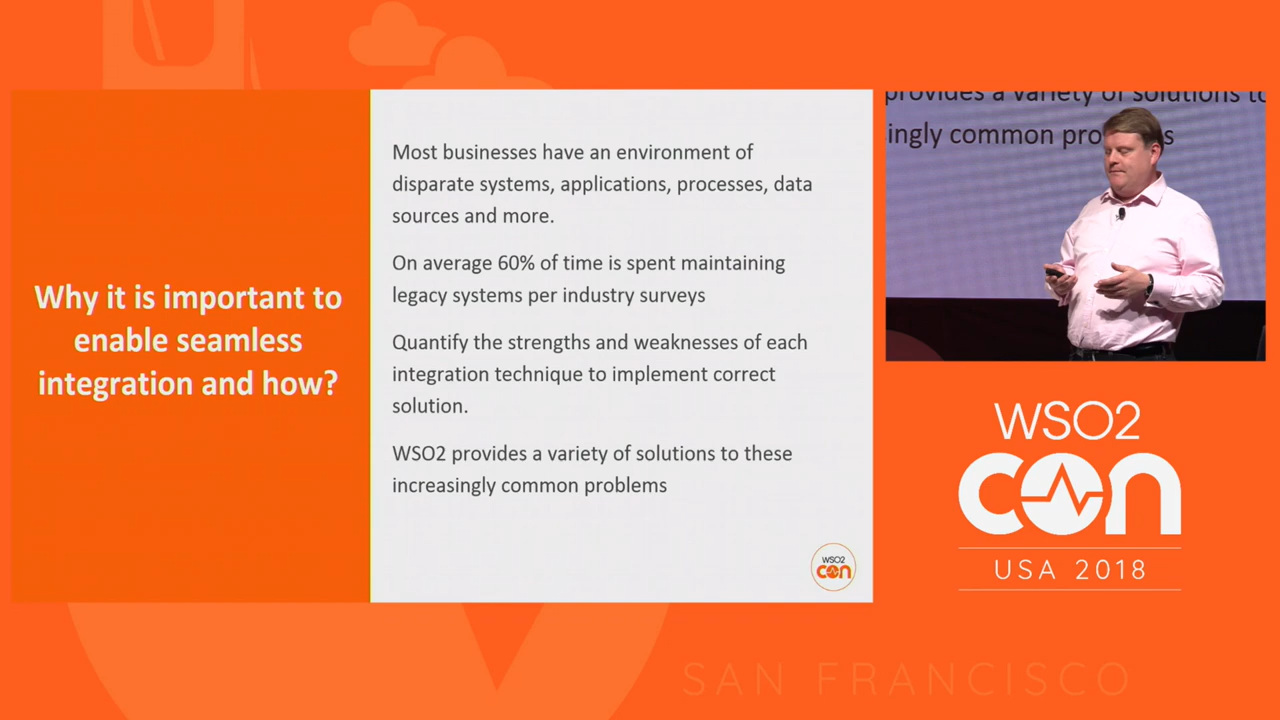 Why it is important to
enable seamless
integration and how?
Most businesses have an environment of
disparate systems, applications, processes, data
sources and more.
On average 60% of time is spent maintaining
legacy systems per industry surveys
Quantify the strengths and weaknesses of each
integration technique to implement correct
solution.
WSO2 provides a variety of solutions to these
increasingly common problems
WSO2
con
provides a variety of solutions to
ingly common pro s
WSO2
con
USA 2018
SAN FRANCISCO